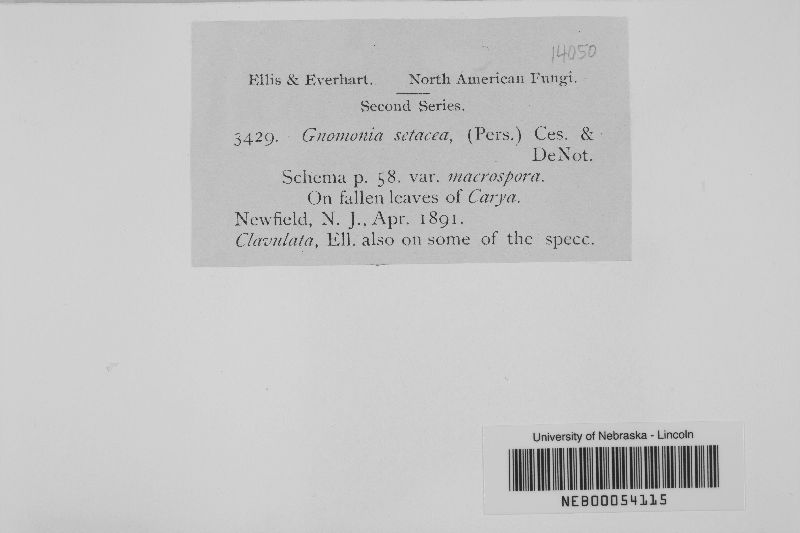 14050
Ellis & Everhart. North American Fungi.
Second Series.
3429. Gnomonia setacea, (Pers.) Ces. &
DeNot.
Schema p. 58. var. macrospora.
On fallen leaves of Carya.
Newfield, N. J., Apr. 1891.
Clavulata, Ell. also on some of the specc.
University of Nebraska - Lincoln
NEB00054115